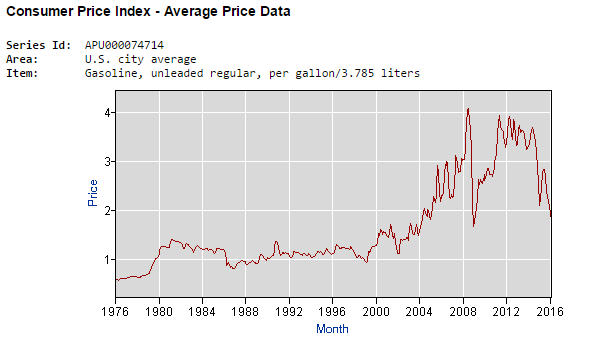 Consumer Price Index - Average Price Data
Series Id: APU000074714
Area: U.S. city average
Item: Gasoline, unleaded regular, per gallon/3.785 liters
4
3
Price
2
1
1976 1980 1984 1988 1992 1996 2000 2004 2008 2012 2016
Month